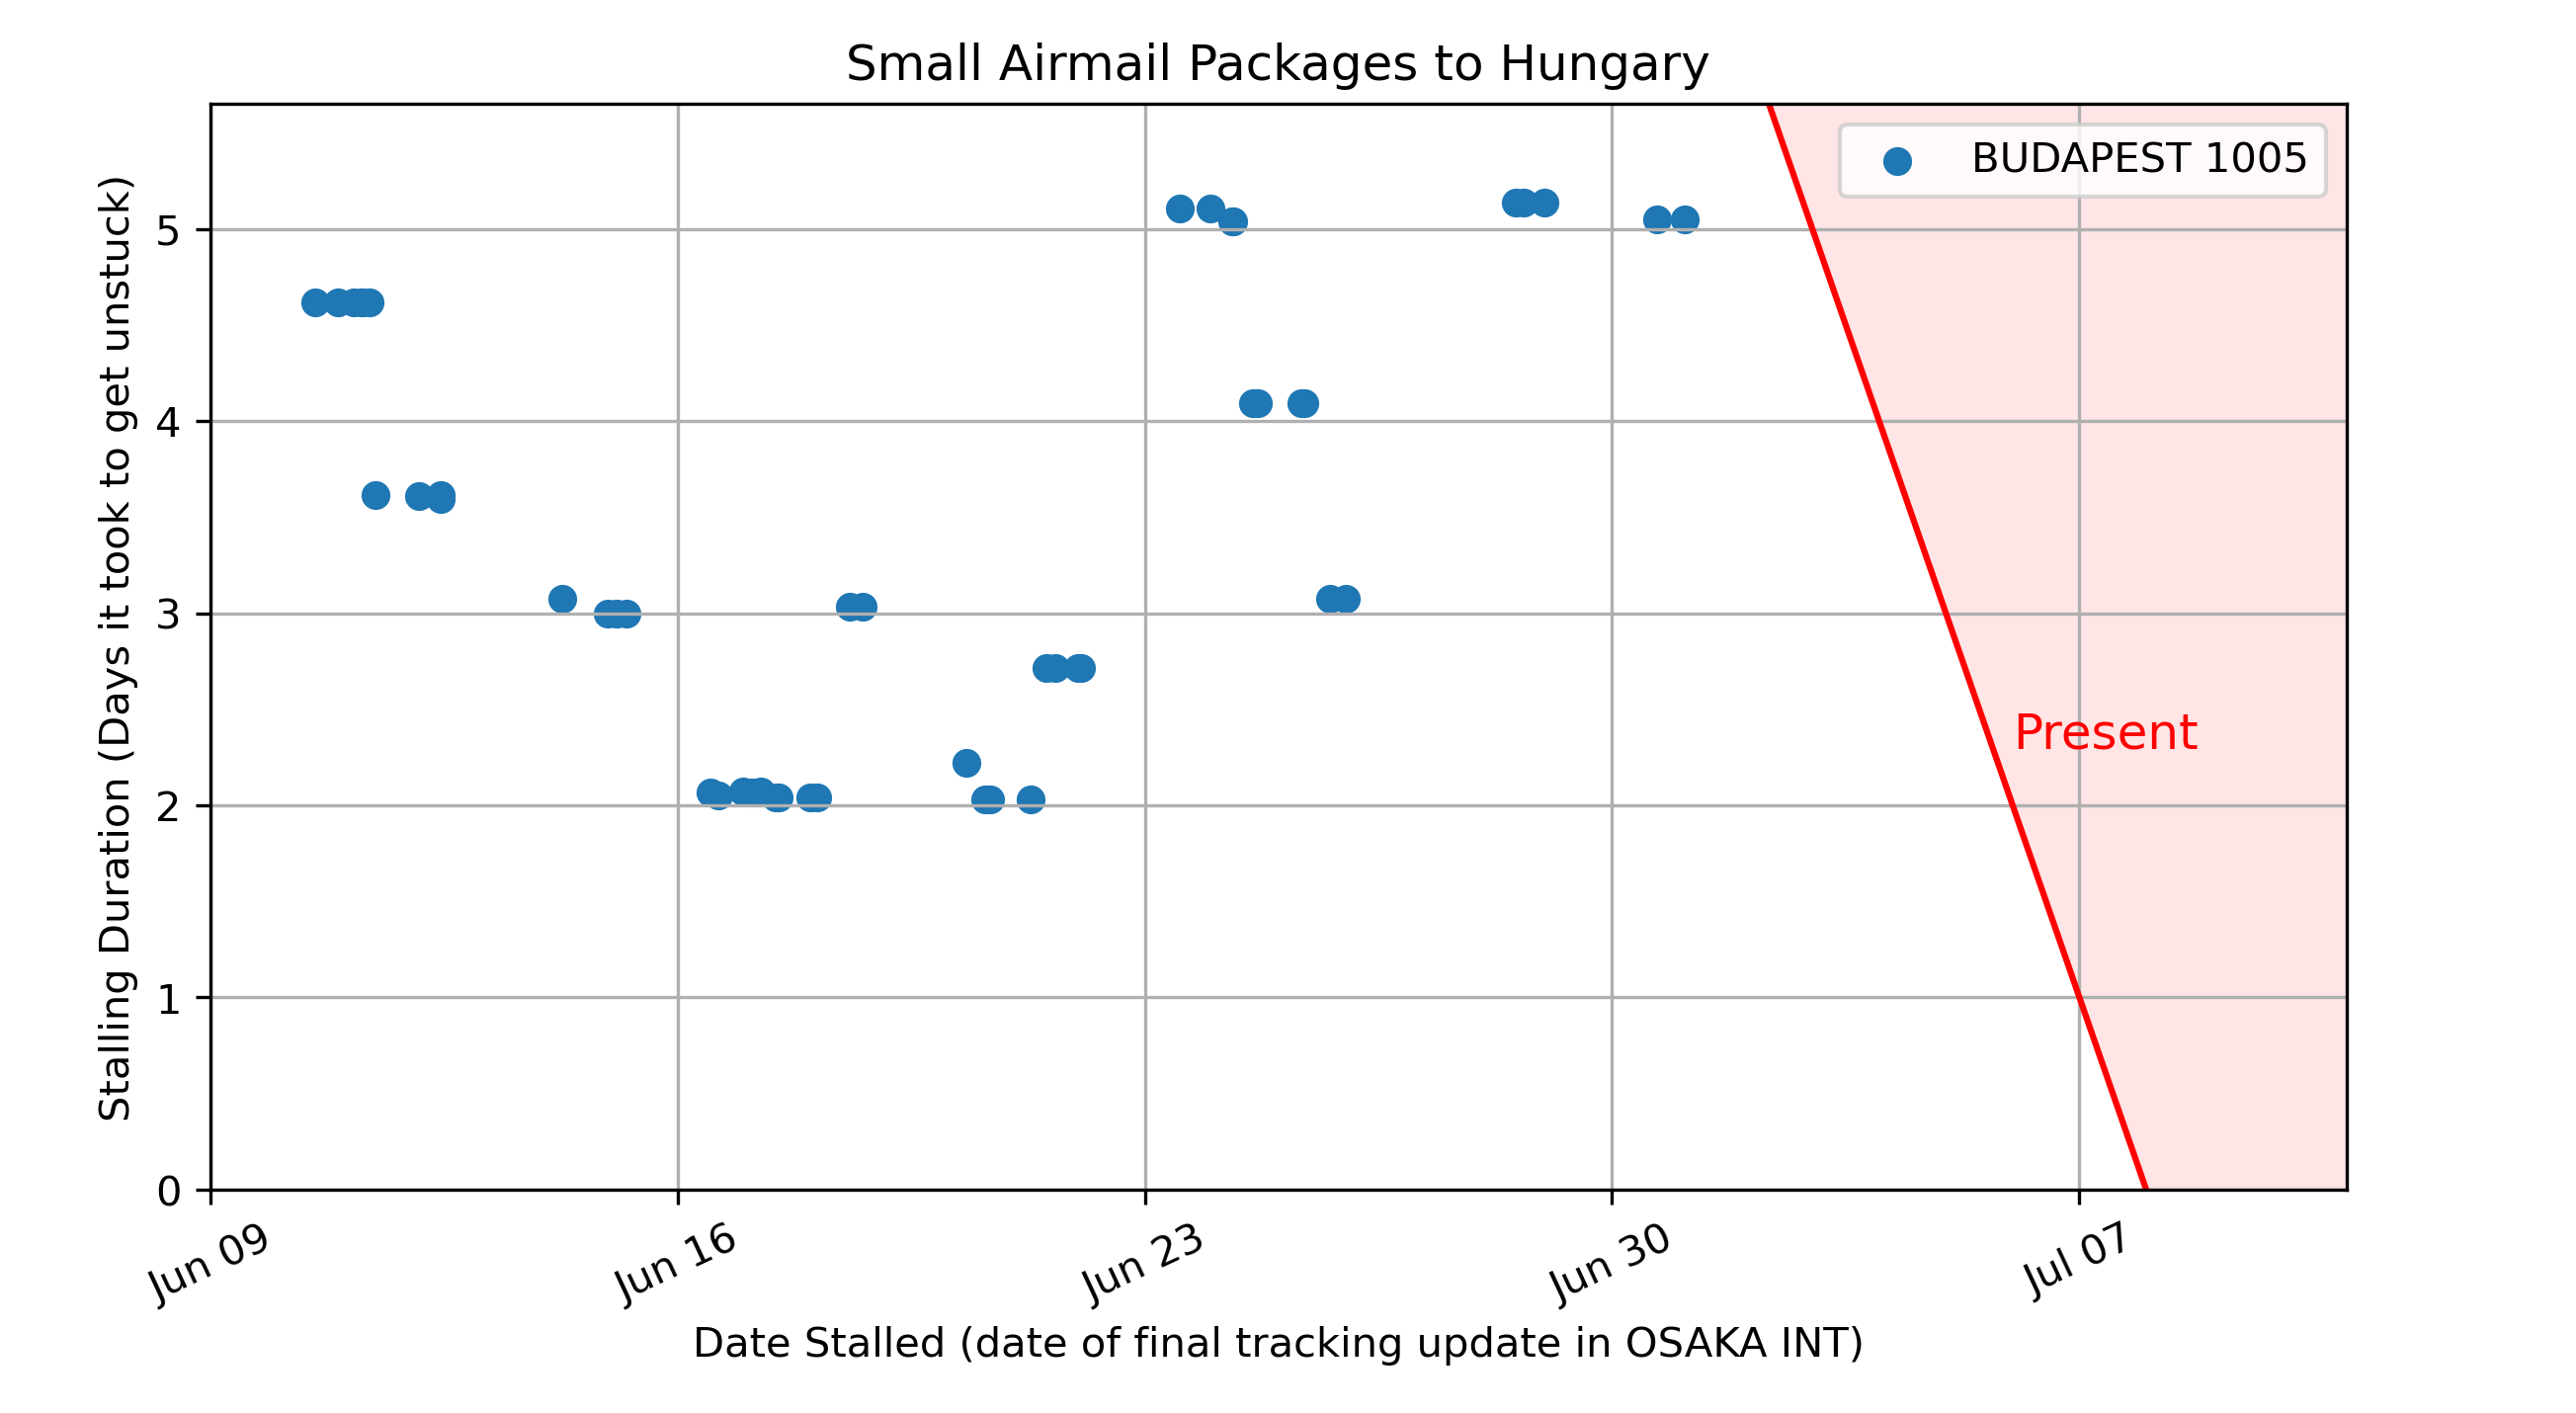 Small Airmail Packages to Hungary
BUDAPEST 1005
Stalling Duration (Days it took to get unstuck)
5
4
3
2
1
0
Present
Jun 09
Jun 16
Jun 23
Jun 30
Jul 07
Date Stalled (date of final tracking update in OSAKA INT)